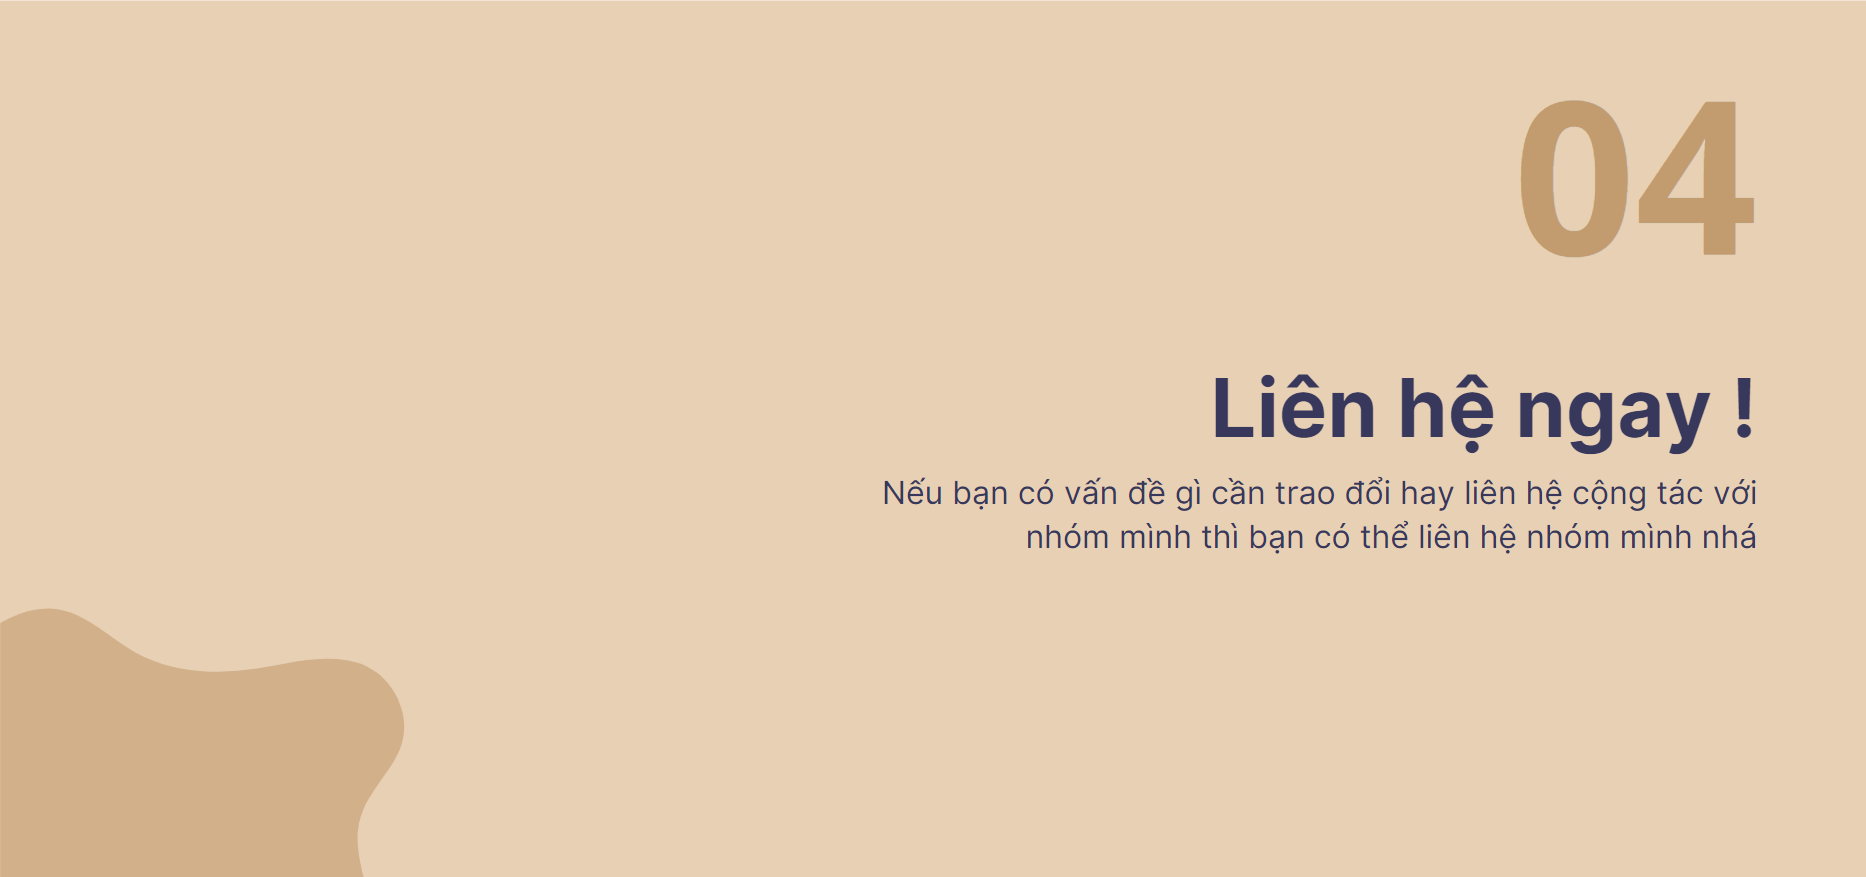 04
Liên hệ ngay !
Nếu bạn có vấn đề gì cần trao đổi hay liên hệ cộng tác với
nhóm mình thì bạn có thể liên hệ nhóm mình nhá